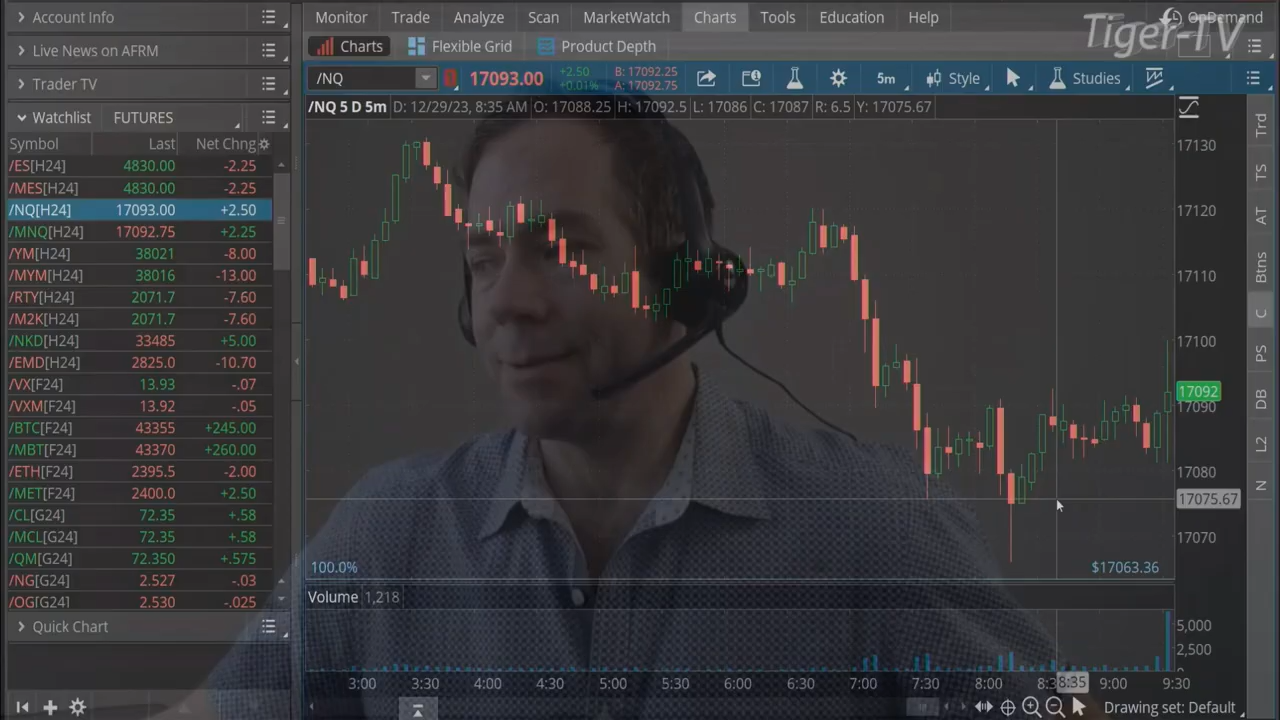 Account Info
Live News on AFRM
Trader TV
Watchlist FUTURES
Symbol Last Net Chng
/ES[H24] 4830.00 -2.25
/MES[H24] 4830.00 -2.25
/NQ[H24] 17093.00 +2.50
/MNQ[H24] 17092.75 +2.25
/YM[H24] 38021 -8.00
/MYM[H24] 38016 -13.00
/RTY[H24] 2071.7 -7.60
/M2K[H24] 2071.7 -7.60
/NKD[H24] 33485 +5.00
/EMD[H24] 2825.0 -10.70
/VX[F24] 13.93 -.07
/VXM[F24] 13.92 -.05
/BTC[F24] 43355 +245.00
/MBT[F24] 43370 +260.00
/ETH[F24] 2395.5 -2.00
/MET[F24] 2400.0 +2.50
/CL[G24] 72.35 +.58
/MCL[G24] 72.35 +.58
/QM[G24] 72.350 +.575
/NG[G24] 2.527 -.03
/QG[G24] 2.530 -.025
Quick Chart
Monitor Trade Analyze Scan MarketWatch Charts Tools Education Help
OnDemand
Tiger-TV
Charts Flexible Grid Product Depth
/NQ 17093.00 +2.50 B: 17092.25
+0.01% A: 17092.75
5m Style Studies
/NQ 5 D 5m D: 12/29/23, 8:35 AM O: 17088.25 H: 17092.5 L: 17086 C: 17087 R: 6.5 Y: 17075.67
17130
17120
17110
17100
17092
17090
17080
17075.67
17070
100.0% $17063.36
Volume 1,218
5,000
2,500
3:00 3:30 4:00 4:30 5:00 5:30 6:00 6:30 7:00 7:30 8:00 8:35 9:00 9:30
Drawing set: Default
Trd
TS
AT
Btns
C
PS
DB
L2
N